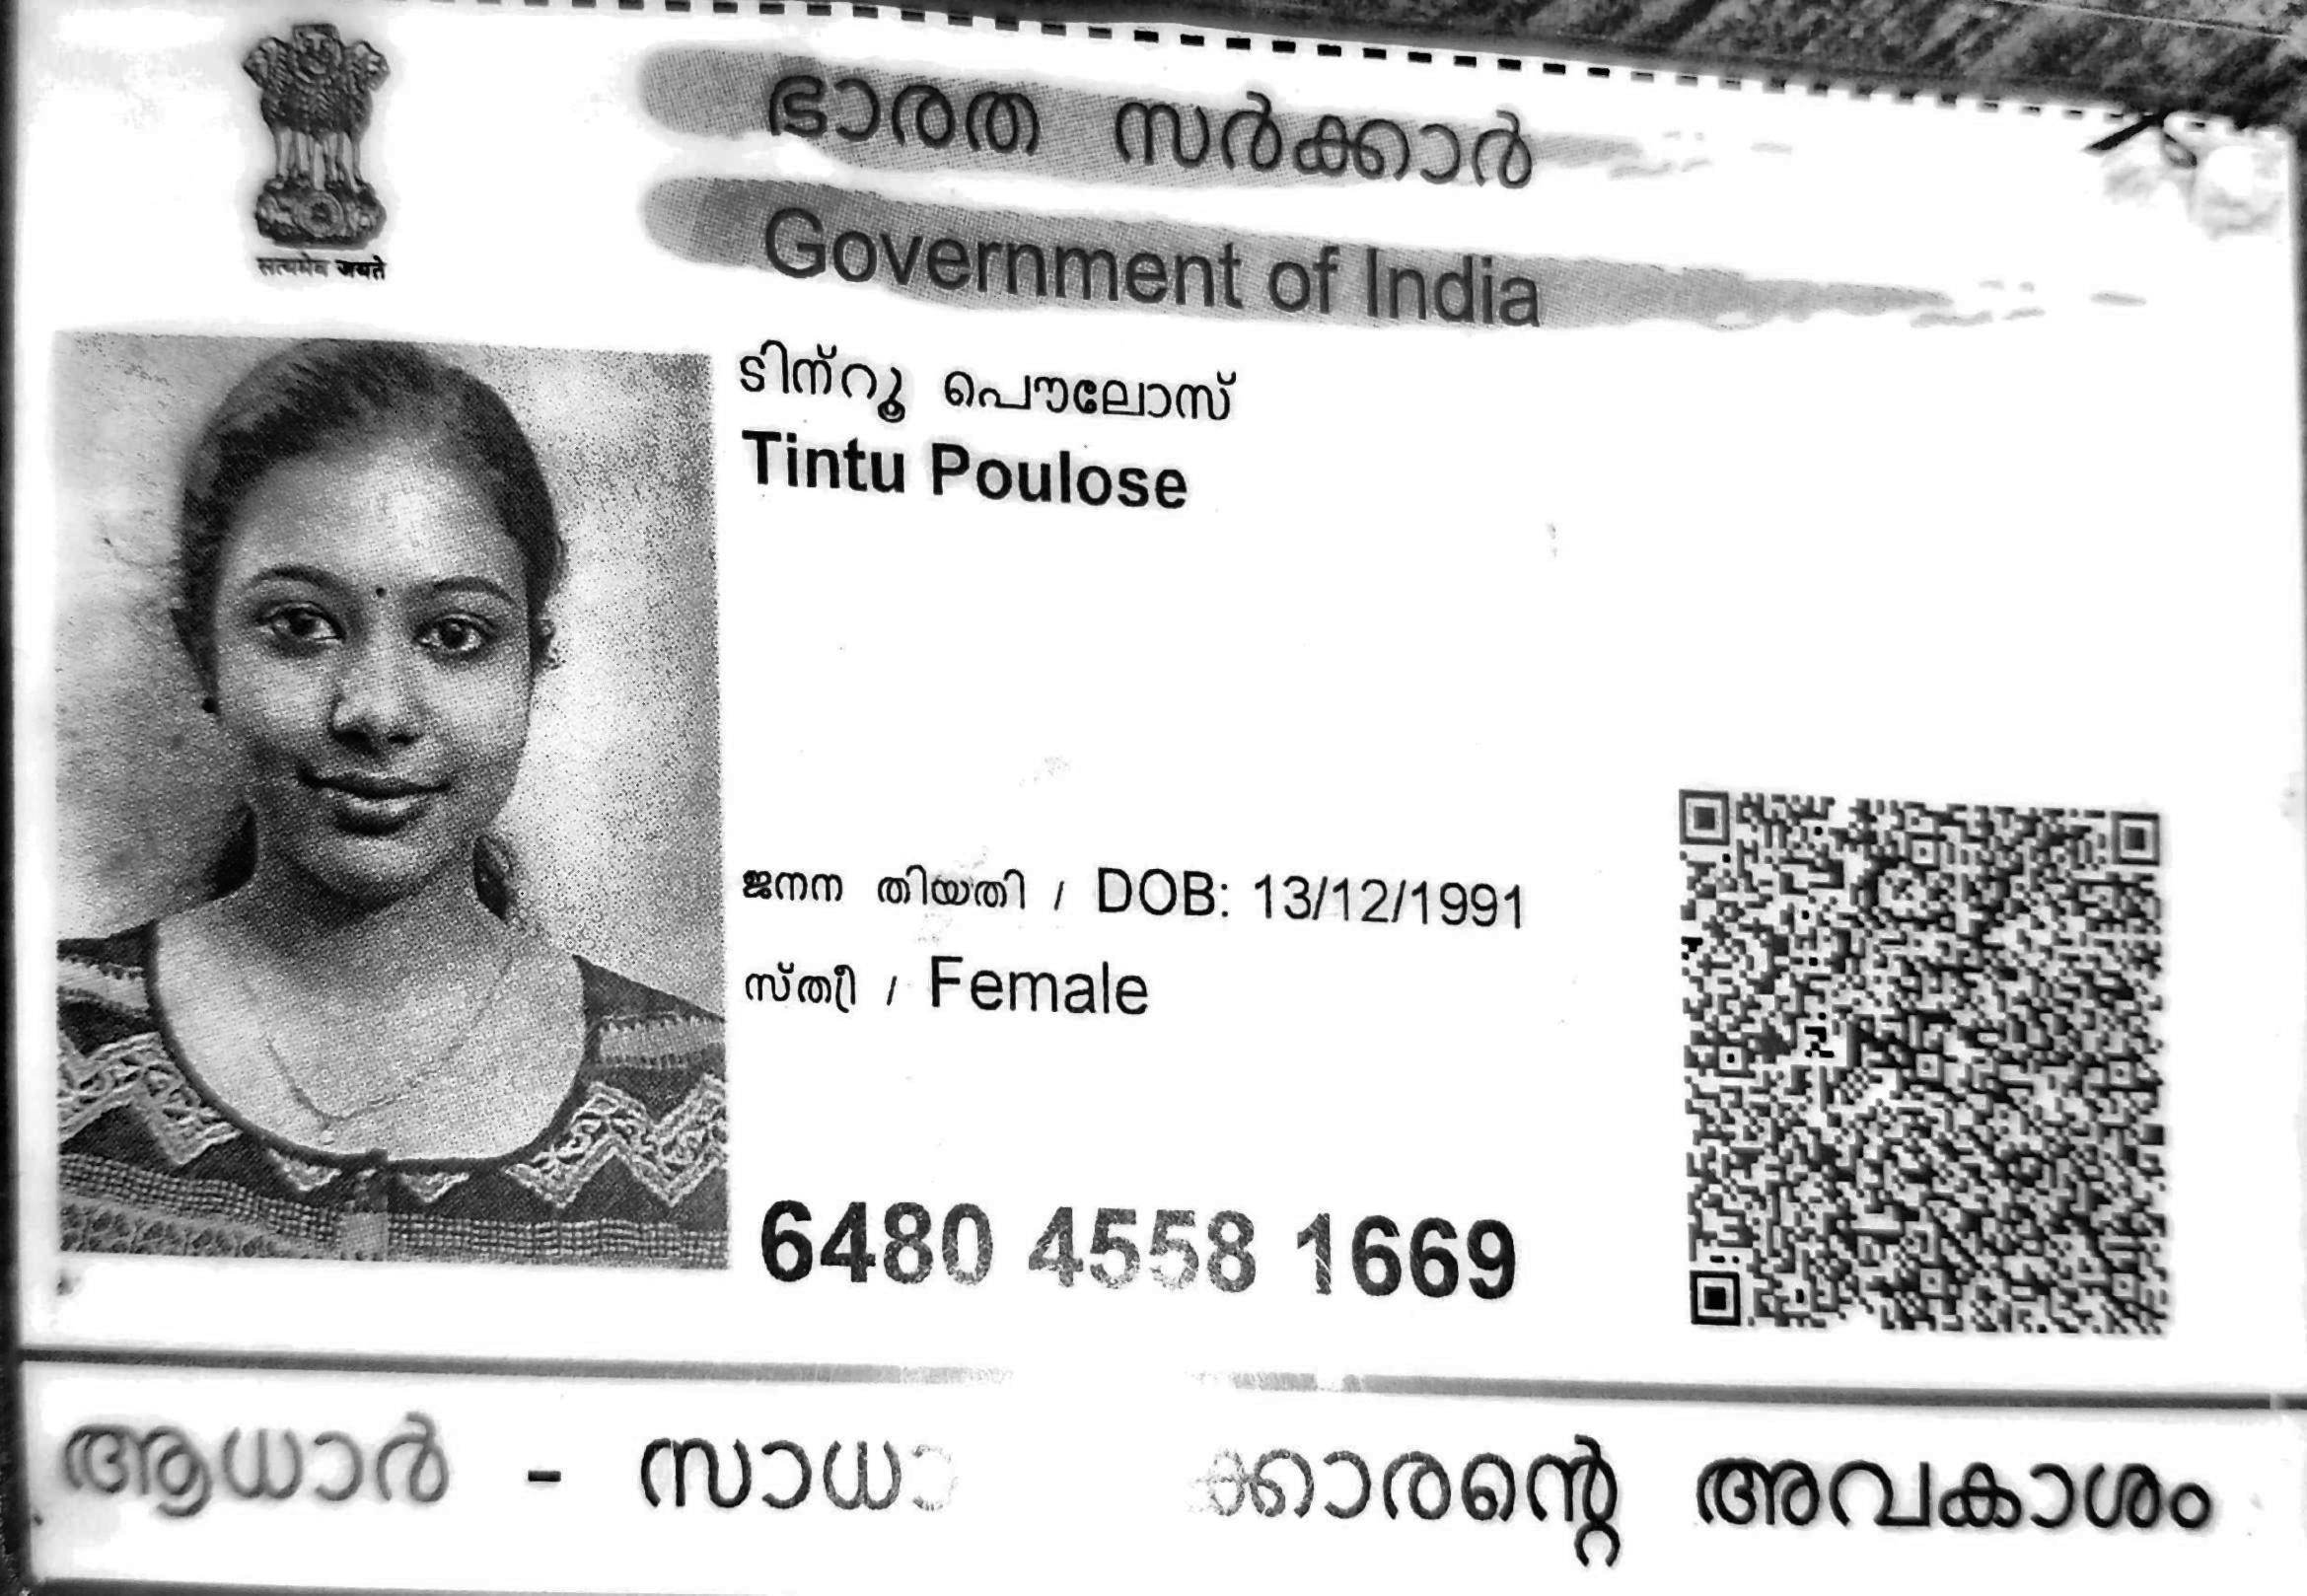 ഭാരത സർക്കാർ
Government of India
सत्यमेव जयते
ടിന്റൂ പൌലോസ്
Tintu Poulose
ജനന തിയതി / DOB: 13/12/1991
സ്ത്രീ / Female
6480 4558 1669
ആധാർ - സാധാ ക്കാരന്റെ അവകാശം